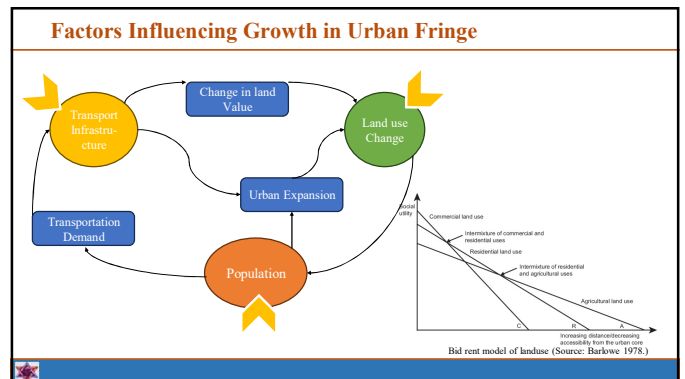 Factors Influencing Growth in Urban Fringe
Change in land
Value
Transport
Infrastru-
cture
Land use
Change
Urban Expansion
Transportation
Demand
Population
Social
utility
Commercial land use
Intermixture of commercial and
residential uses
Residential land use
Intermixture of residential
and agricultural uses
Agricultural land use
C
R
A
Increasing distance/decreasing
accessibility from the urban core
Bid rent model of landuse (Source: Barlowe 1978.)